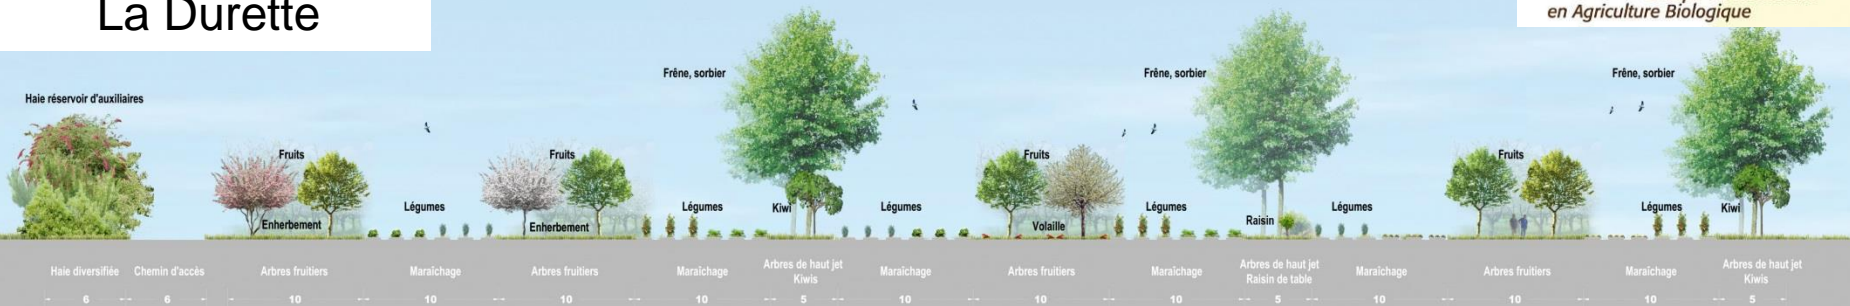 La Durette
en Agriculture Biologique
Frêne, sorbier
Frêne, sorbier
Frêne, sorbier
Haie réservoir d'auxiliaires
Fruits
Fruits
Fruits
Fruits
Légumes
Légumes
Kiwi
Légumes
Légumes
Raisin
Légumes
Légumes
Kiwi
Enherbement
Enherbement
Volaille
Haie diversifiée
Chemin d'accès
Arbres fruitiers
Maraîchage
Arbres fruitiers
Maraîchage
Arbres de haut jet
Kiwis
Maraîchage
Arbres fruitiers
Maraîchage
Arbres de haut jet
Raisin de table
Maraîchage
Arbres fruitiers
Maraîchage
Arbres de haut jet
Kiwis
6 6 10 10 10 10 5 10 10 10 5 10 10 10 5